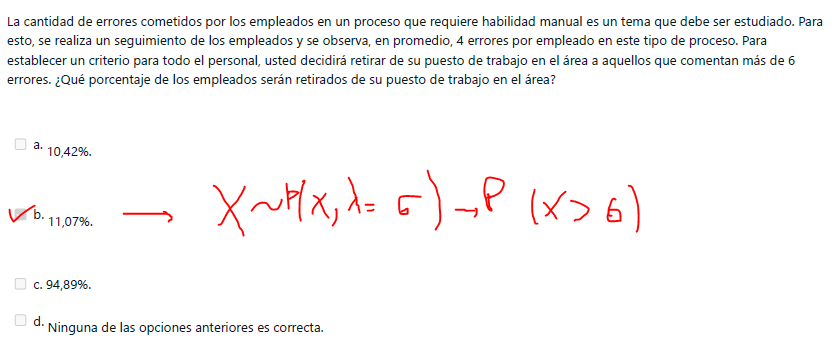 La cantidad de errores cometidos por los empleados en un proceso que requiere habilidad manual es un tema que debe ser estudiado. Para
esto, se realiza un seguimiento de los empleados y se observa, en promedio, 4 errores por empleado en este tipo de proceso. Para
establecer un criterio para todo el personal, usted decidirá retirar de su puesto de trabajo en el área a aquellos que comentan más de 6
errores. ¿Qué porcentaje de los empleados serán retirados de su puesto de trabajo en el área?
a. 10,42%.
b. 11,07%. → X~P(x, λ= 6) → P (x > 6)
c. 94,89%.
d. Ninguna de las opciones anteriores es correcta.